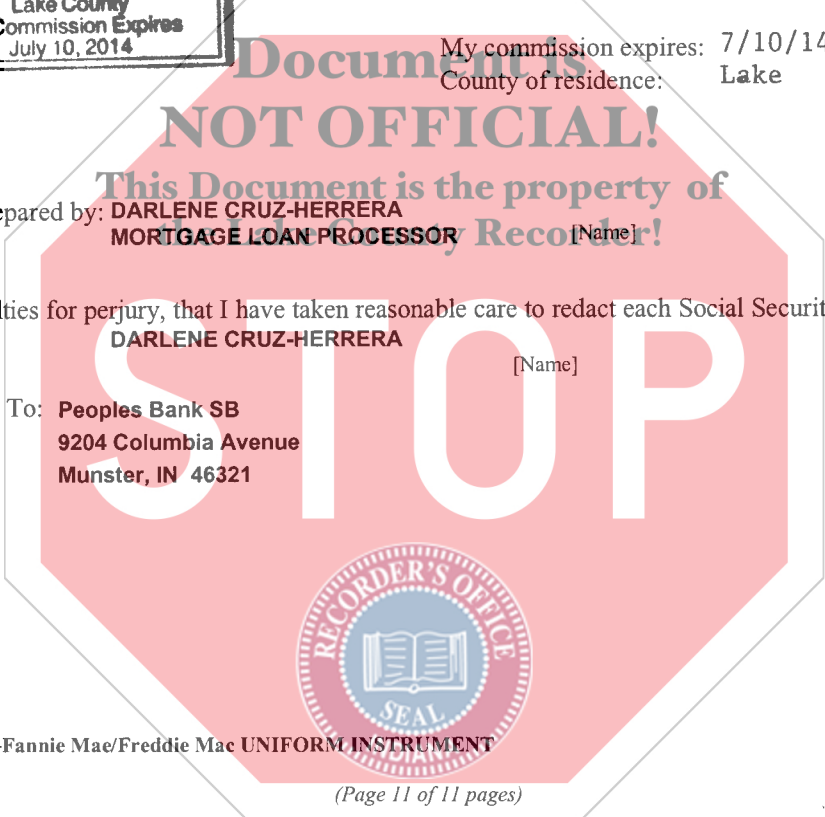 Lake County
Commission Expires
July 10, 2014
My commission expires: 7/10/14
County of residence: Lake
Document is
NOT OFFICIAL!
This Document is the property of
the Lake County Recorder!
epared by: DARLENE CRUZ-HERRERA
MORTGAGE LOAN PROCESSOR [Name]
lties for perjury, that I have taken reasonable care to redact each Social Securit
DARLENE CRUZ-HERRERA
[Name]
To: Peoples Bank SB
9204 Columbia Avenue
Munster, IN 46321
STOP
RECORDER'S OFFICE
SEAL
INDIANA
-Fannie Mae/Freddie Mac UNIFORM INSTRUMENT
(Page 11 of 11 pages)